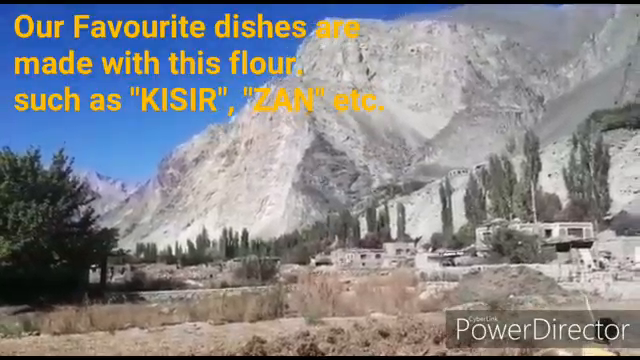 Our Favourite dishes are
made with this flour.
such as "KISIR", "ZAN" etc.
CyberLink
PowerDirector